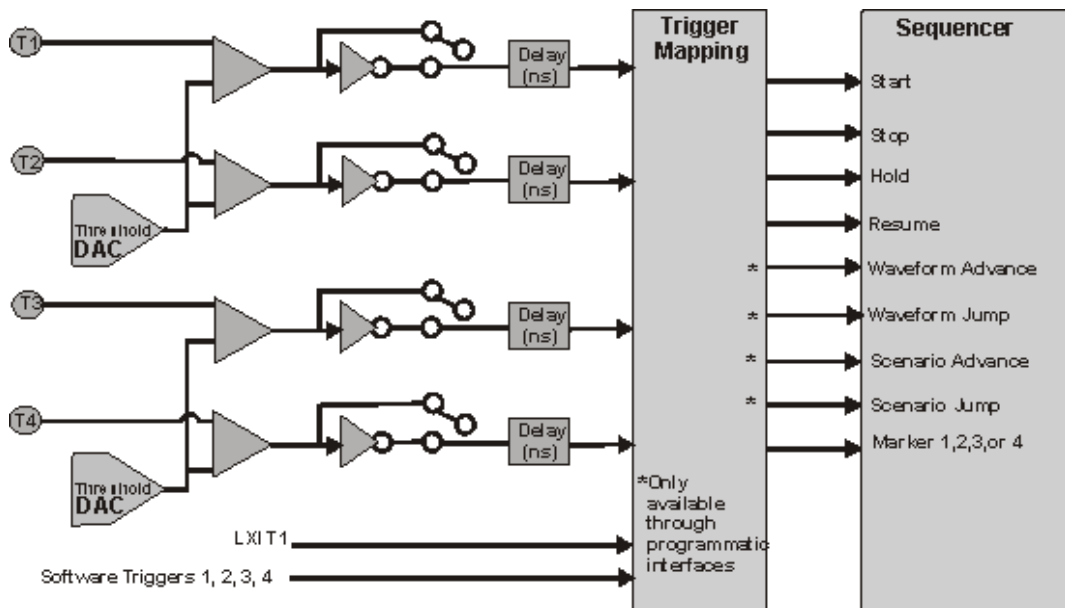 T1
T2
Threshold
DAC
T3
T4
Threshold
DAC
Delay
(ns)
Delay
(ns)
Delay
(ns)
Delay
(ns)
LXIT1
Software Triggers 1, 2, 3, 4
Trigger
Mapping
*
*
*
*
*Only
available
through
programmatic
interfaces
Sequencer
Start
Stop
Hold
Resume
Waveform Advance
Waveform Jump
Scenario Advance
Scenario Jump
Marker 1,2,3,or 4